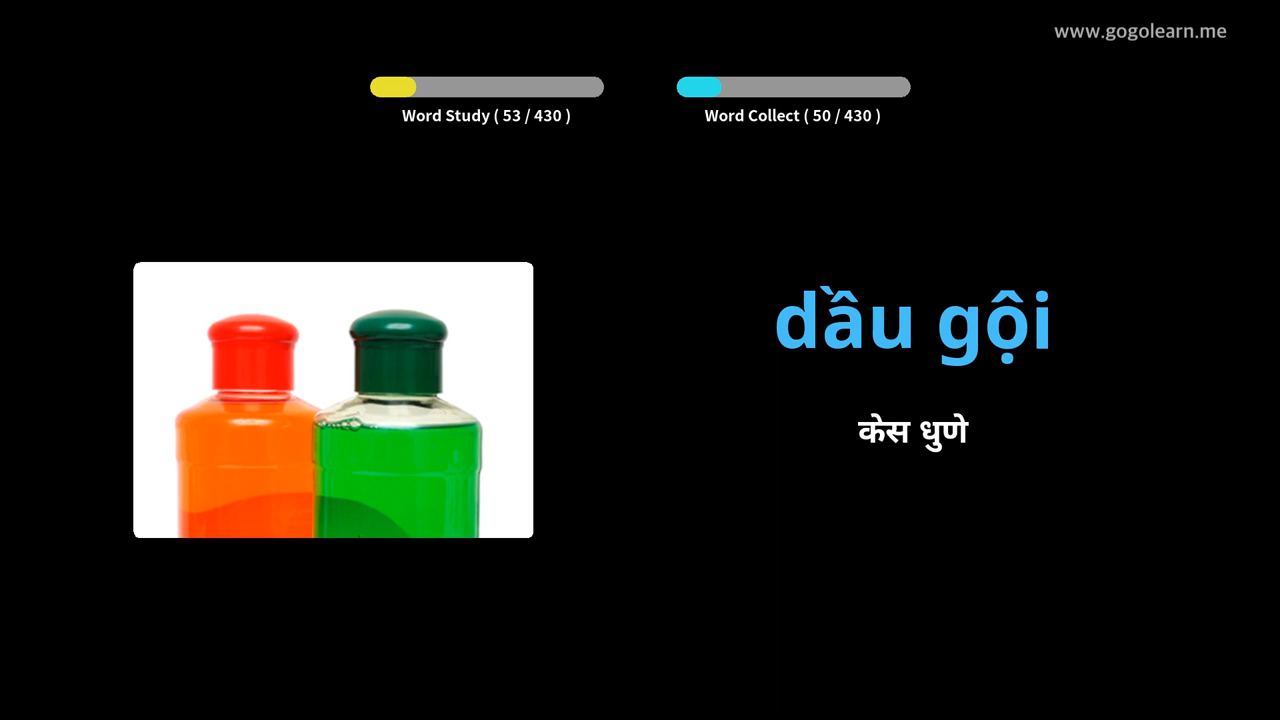 www.gogolearn.me
Word Study ( 53 / 430 )
Word Collect ( 50 / 430 )
dầu gội
केस धुणे